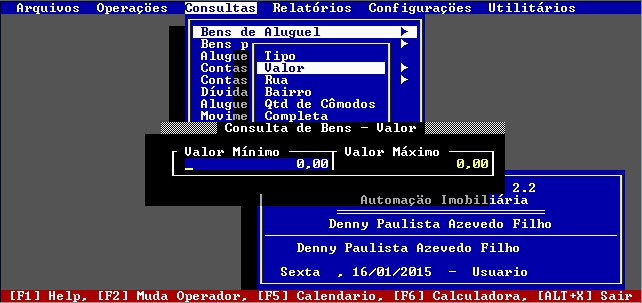 Arquivos Operações Consultas Relatórios Configurações Utilitários
Bens de Aluguel
Bens p
Alugue
Contas
Contas
Dívida
Alugue
Movime
Tipo
Valor
Rua
Bairro
Qtd de Cômodos
Completa
Consulta de Bens - Valor
Valor Mínimo Valor Máximo
0,00 0,00
2.2
Automação Imobiliária
Denny Paulista Azevedo Filho
Denny Paulista Azevedo Filho
Sexta , 16/01/2015 - Usuario
[F1] Help, [F2] Muda Operador, [F5] Calendario, [F6] Calculadora, [ALT+X] Sair